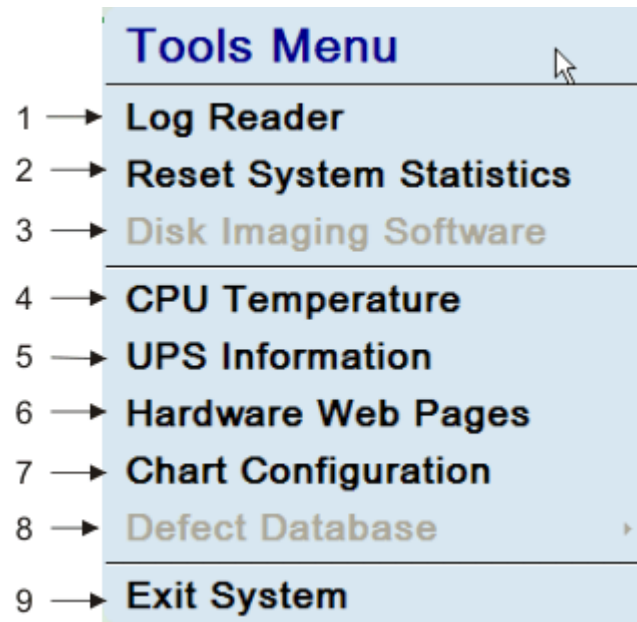 Tools Menu
1 Log Reader
2 Reset System Statistics
3 Disk Imaging Software
4 CPU Temperature
5 UPS Information
6 Hardware Web Pages
7 Chart Configuration
8 Defect Database
9 Exit System